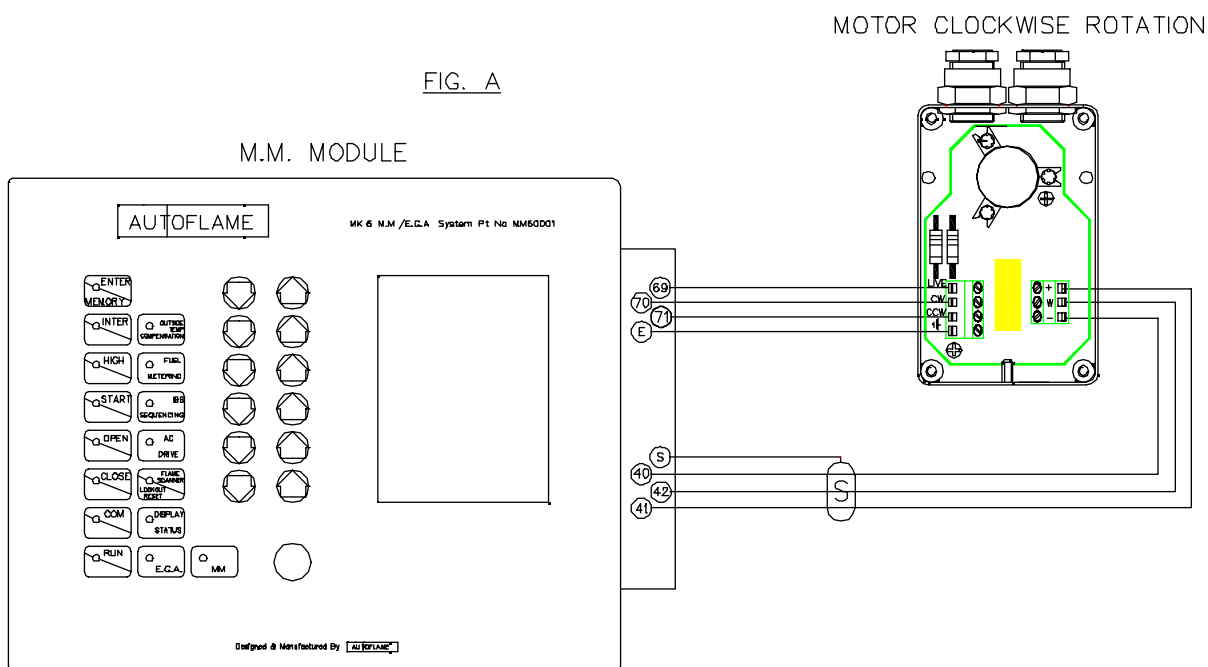 MOTOR CLOCKWISE ROTATION
FIG. A
M.M. MODULE
AUTOFLAME
MK 6 M.M /E.G.A System Pt No MM60001
ENTER
MEMORY
INTER
OUTSIDE
TEMP
COMPENSATION
HIGH
FUEL
METERING
START
IBS
SEQUENCING
OPEN
AC
DRIVE
CLOSE
FLAME
SCANNER
LOCKOUT
RESET
COM
DISPLAY
STATUS
RUN
E.G.A.
MM
Designed & Manufactured By AUTOFLAME
69
70
71
E
S
40
42
41
S
LIVE
CW
CCW
+
W
-